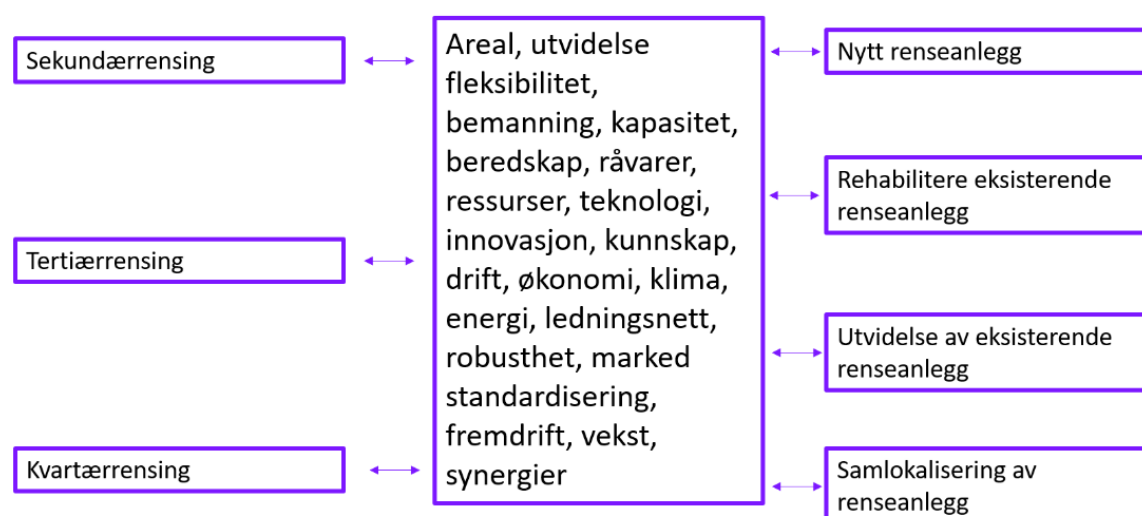 Sekundærrensing
Tertiærrensing
Kvartærrensing
Areal, utvidelse
fleksibilitet,
bemanning, kapasitet,
beredskap, råvarer,
ressurser, teknologi,
innovasjon, kunnskap,
drift, økonomi, klima,
energi, ledningsnett,
robusthet, marked
standardisering,
fremdrift, vekst,
synergier
Nytt renseanlegg
Rehabilitere eksisterende
renseanlegg
Utvidelse av eksisterende
renseanlegg
Samlokalisering av
renseanlegg